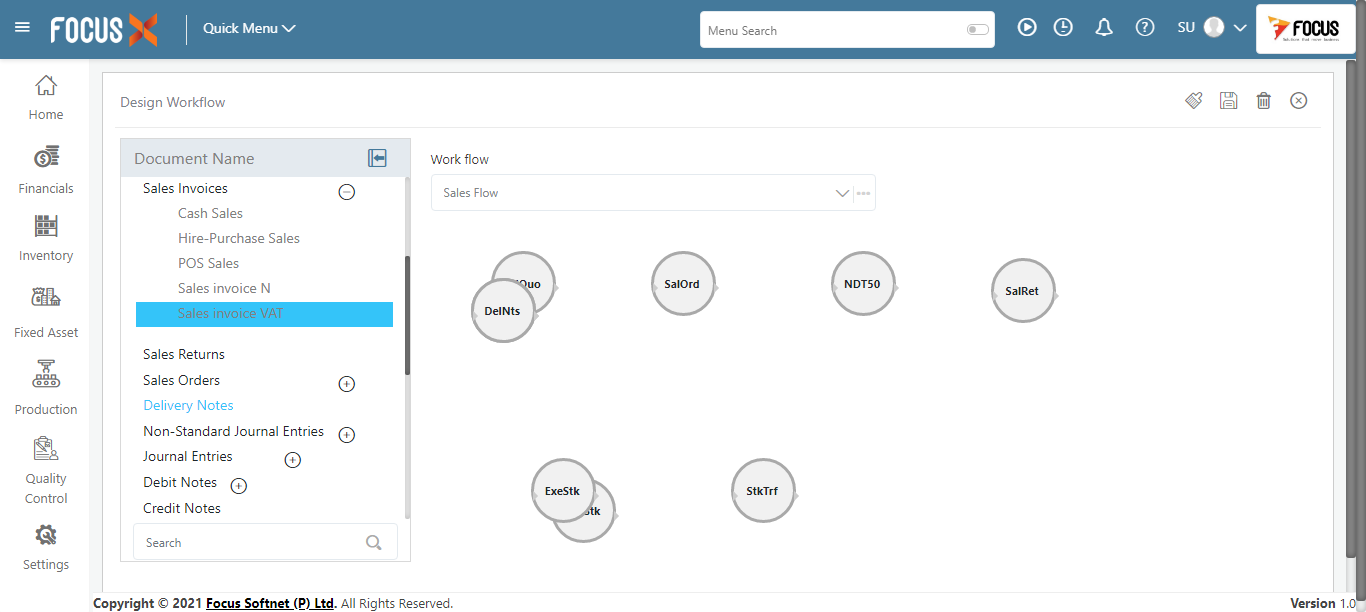 FOCUS X
Quick Menu
Menu Search
SU
FOCUS
Home
Financials
Inventory
Fixed Asset
Production
Quality
Control
Settings
Design Workflow
Document Name
Sales Invoices
Cash Sales
Hire-Purchase Sales
POS Sales
Sales invoice N
Sales invoice VAT
Sales Returns
Sales Orders
Delivery Notes
Non-Standard Journal Entries
Journal Entries
Debit Notes
Credit Notes
Search
Work flow
Sales Flow
Quo
DelNts
SalOrd
NDT50
SalRet
ExeStk
tk
StkTrf
Copyright © 2021 Focus Softnet (P) Ltd. All Rights Reserved.
Version 1.0